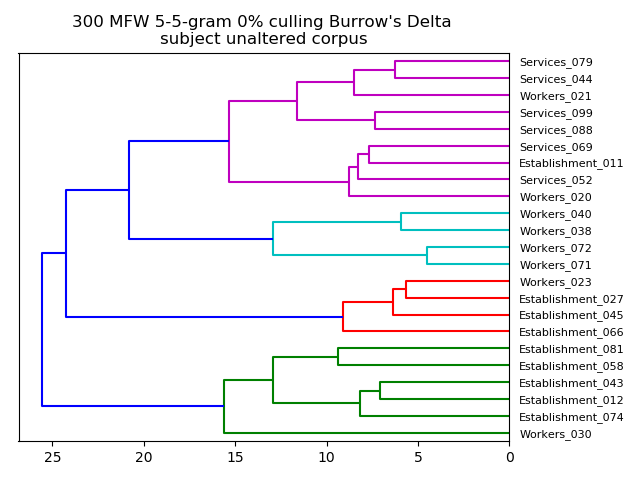 300 MFW 5-5-gram 0% culling Burrow's Delta
subject unaltered corpus
Services_079
Services_044
Workers_021
Services_099
Services_088
Services_069
Establishment_011
Services_052
Workers_020
Workers_040
Workers_038
Workers_072
Workers_071
Workers_023
Establishment_027
Establishment_045
Establishment_066
Establishment_081
Establishment_058
Establishment_043
Establishment_012
Establishment_074
Workers_030
25 20 15 10 5 0